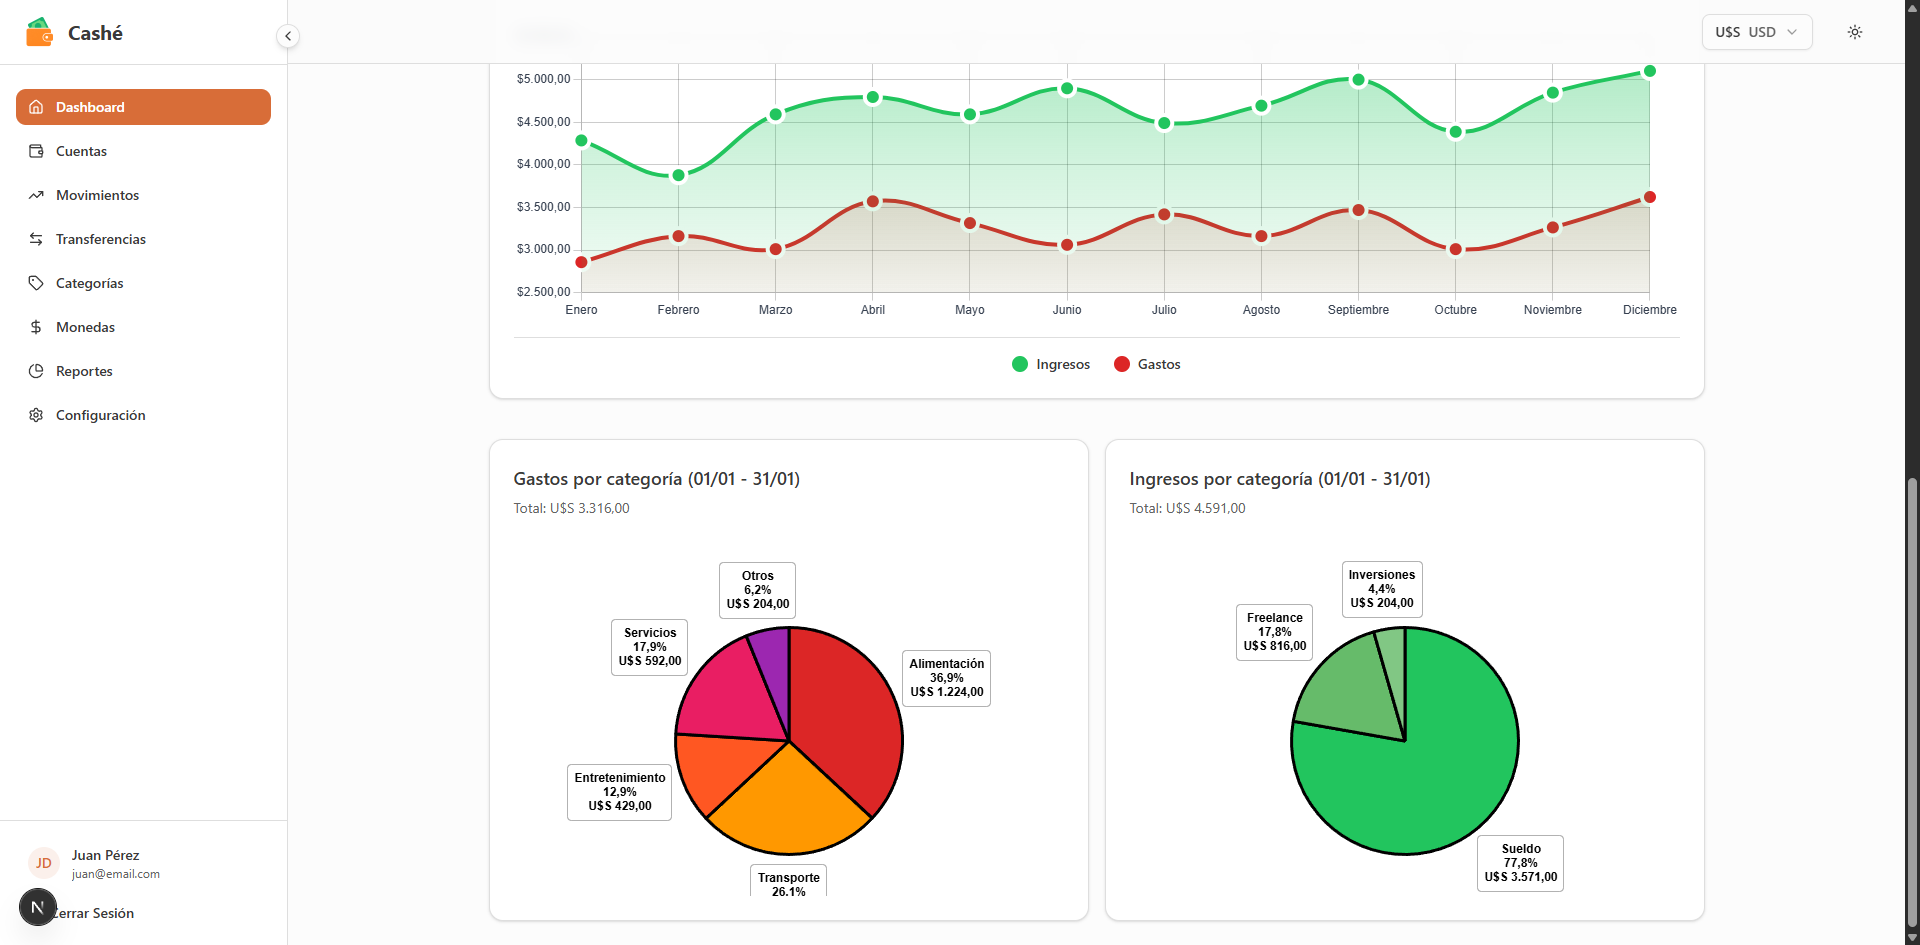 Cashé
U$S USD
Dashboard
Cuentas
Movimientos
Transferencias
Categorías
Monedas
Reportes
Configuración
Juan Pérez
JD
juan@email.com
N
Cerrar Sesión
$5.000,00
$4.500,00
$4.000,00
$3.500,00
$3.000,00
$2.500,00
Enero Febrero Marzo Abril Mayo Junio Julio Agosto Septiembre Octubre Noviembre Diciembre
Ingresos Gastos
Gastos por categoría (01/01 - 31/01)
Total: U$S 3.316,00
Otros
6,2%
U$S 204,00
Servicios
17,9%
U$S 592,00
Alimentación
36,9%
U$S 1.224,00
Entretenimiento
12,9%
U$S 429,00
Transporte
26,1%
Ingresos por categoría (01/01 - 31/01)
Total: U$S 4.591,00
Inversiones
4,4%
U$S 204,00
Freelance
17,8%
U$S 816,00
Sueldo
77,8%
U$S 3.571,00